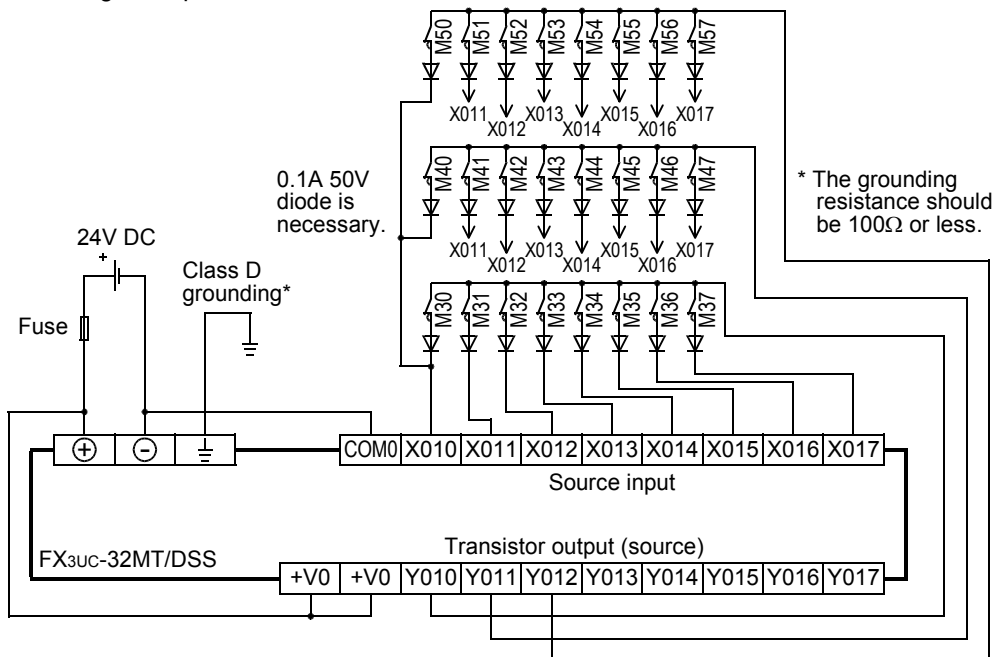 M50 M51 M52 M53 M54 M55 M56 M57
X011 X012 X013 X014 X015 X016 X017
M40 M41 M42 M43 M44 M45 M46 M47
X011 X012 X013 X014 X015 X016 X017
0.1A 50V
diode is
necessary.
* The grounding
resistance should
be 100Ω or less.
24V DC
+
Class D
grounding*
Fuse
M30 M31 M32 M33 M34 M35 M36 M37
+ - COM0 X010 X011 X012 X013 X014 X015 X016 X017
Source input
FX3UC-32MT/DSS
Transistor output (source)
+V0 +V0 Y010 Y011 Y012 Y013 Y014 Y015 Y016 Y017